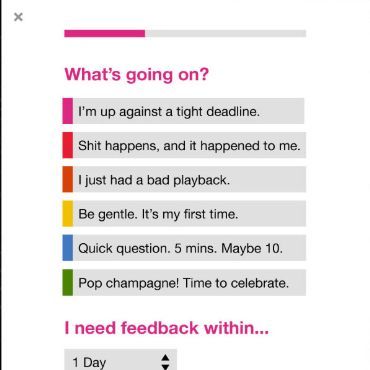 ×
What’s going on?
I’m up against a tight deadline.
Shit happens, and it happened to me.
I just had a bad playback.
Be gentle. It’s my first time.
Quick question. 5 mins. Maybe 10.
Pop champagne! Time to celebrate.
I need feedback within...
1 Day